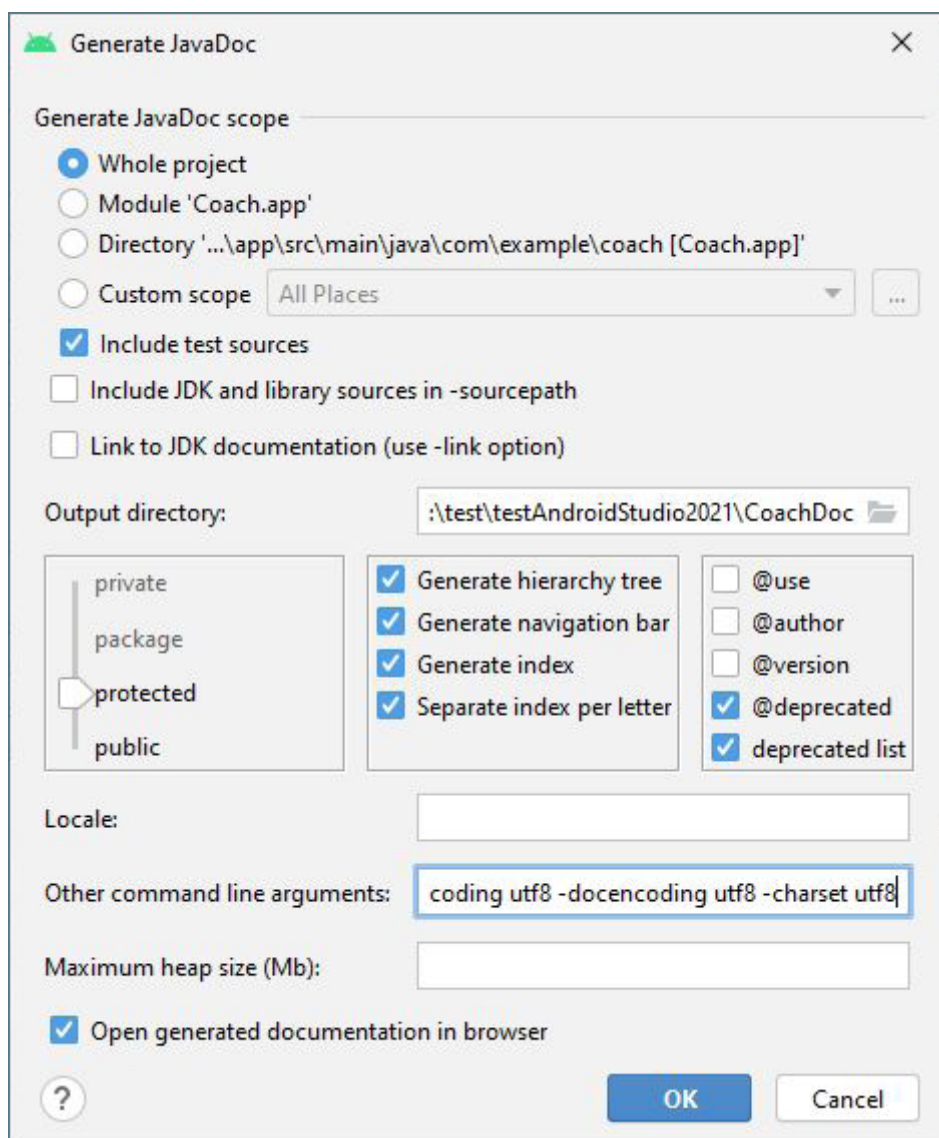 Generate JavaDoc
Generate JavaDoc scope
Whole project
Module 'Coach.app'
Directory '...\app\src\main\java\com\example\coach [Coach.app]'
Custom scope All Places ...
Include test sources
Include JDK and library sources in -sourcepath
Link to JDK documentation (use -link option)
Output directory: :\test\testAndroidStudio2021\CoachDoc
private
package
protected
public
Generate hierarchy tree
Generate navigation bar
Generate index
Separate index per letter
@use
@author
@version
@deprecated
deprecated list
Locale:
Other command line arguments: coding utf8 -docencoding utf8 -charset utf8
Maximum heap size (Mb):
Open generated documentation in browser
? OK Cancel